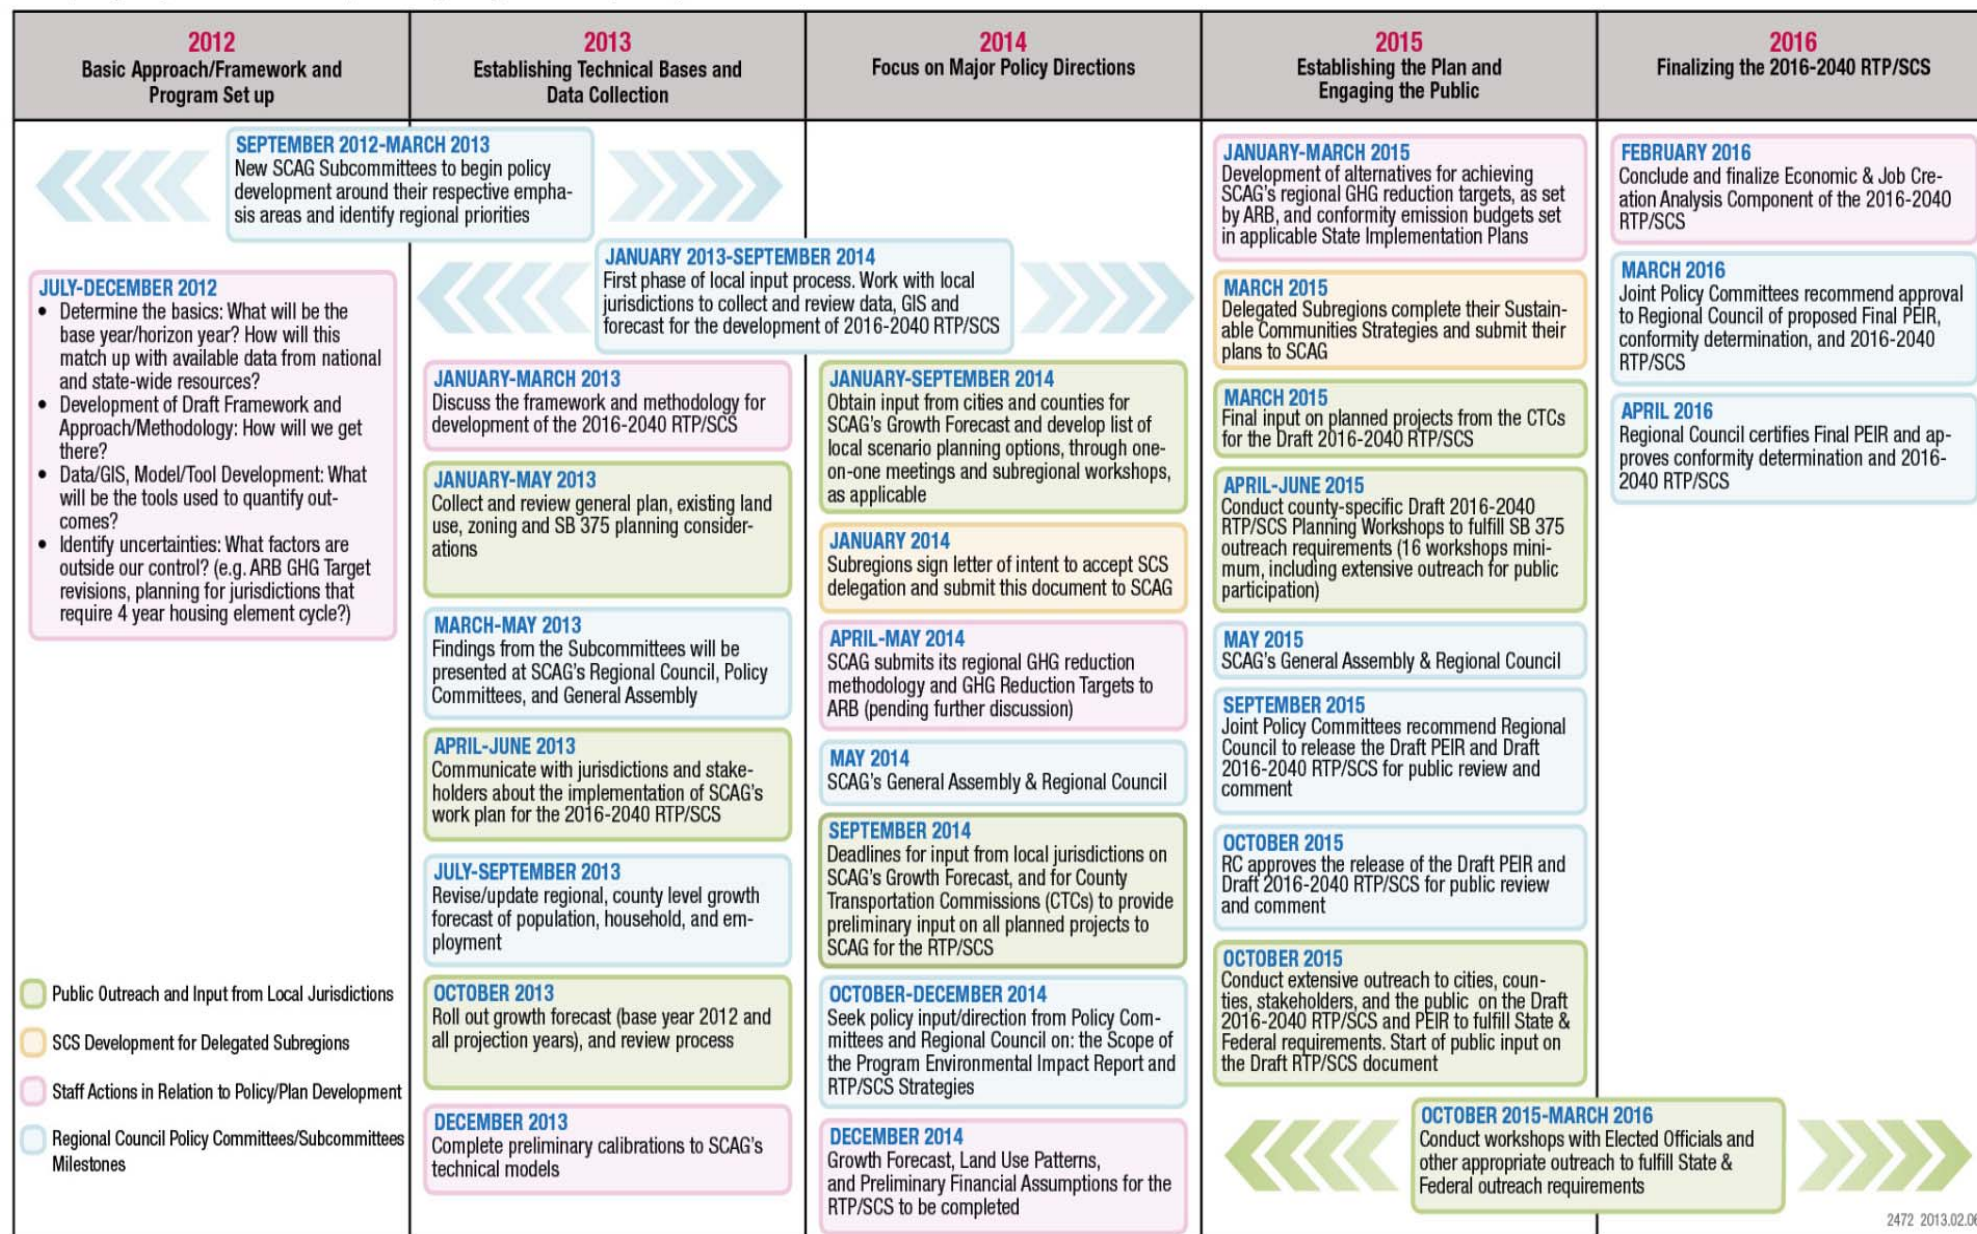 2012
Basic Approach/Framework and
Program Set up
2013
Establishing Technical Bases and
Data Collection
2014
Focus on Major Policy Directions
2015
Establishing the Plan and
Engaging the Public
2016
Finalizing the 2016-2040 RTP/SCS
SEPTEMBER 2012-MARCH 2013
New SCAG Subcommittees to begin policy
development around their respective empha-
sis areas and identify regional priorities
JANUARY 2013-SEPTEMBER 2014
First phase of local input process. Work with local
jurisdictions to collect and review data, GIS and
forecast for the development of 2016-2040 RTP/SCS
JULY-DECEMBER 2012
• Determine the basics: What will be the
base year/horizon year? How will this
match up with available data from national
and state-wide resources?
• Development of Draft Framework and
Approach/Methodology: How will we get
there?
• Data/GIS, Model/Tool Development: What
will be the tools used to quantify out-
comes?
• Identify uncertainties: What factors are
outside our control? (e.g. ARB GHG Target
revisions, planning for jurisdictions that
require 4 year housing element cycle?)
Public Outreach and Input from Local Jurisdictions
SCS Development for Delegated Subregions
Staff Actions in Relation to Policy/Plan Development
Regional Council Policy Committees/Subcommittees
Milestones
JANUARY-MARCH 2013
Discuss the framework and methodology for
development of the 2016-2040 RTP/SCS
JANUARY-MAY 2013
Collect and review general plan, existing land
use, zoning and SB 375 planning consider-
ations
MARCH-MAY 2013
Findings from the Subcommittees will be
presented at SCAG's Regional Council, Policy
Committees, and General Assembly
APRIL-JUNE 2013
Communicate with jurisdictions and stake-
holders about the implementation of SCAG's
work plan for the 2016-2040 RTP/SCS
JULY-SEPTEMBER 2013
Revise/update regional, county level growth
forecast of population, household, and em-
ployment
OCTOBER 2013
Roll out growth forecast (base year 2012 and
all projection years), and review process
DECEMBER 2013
Complete preliminary calibrations to SCAG's
technical models
JANUARY-SEPTEMBER 2014
Obtain input from cities and counties for
SCAG's Growth Forecast and develop list of
local scenario planning options, through one-
on-one meetings and subregional workshops,
as applicable
JANUARY 2014
Subregions sign letter of intent to accept SCS
delegation and submit this document to SCAG
APRIL-MAY 2014
SCAG submits its regional GHG reduction
methodology and GHG Reduction Targets to
ARB (pending further discussion)
MAY 2014
SCAG's General Assembly & Regional Council
SEPTEMBER 2014
Deadlines for input from local jurisdictions on
SCAG's Growth Forecast, and for County
Transportation Commissions (CTCs) to provide
preliminary input on all planned projects to
SCAG for the RTP/SCS
OCTOBER-DECEMBER 2014
Seek policy input/direction from Policy Com-
mittees and Regional Council on: the Scope of
the Program Environmental Impact Report and
RTP/SCS Strategies
DECEMBER 2014
Growth Forecast, Land Use Patterns,
and Preliminary Financial Assumptions for the
RTP/SCS to be completed
JANUARY-MARCH 2015
Development of alternatives for achieving
SCAG's regional GHG reduction targets, as set
by ARB, and conformity emission budgets set
in applicable State Implementation Plans
MARCH 2015
Delegated Subregions complete their Sustain-
able Communities Strategies and submit their
plans to SCAG
MARCH 2015
Final input on planned projects from the CTCs
for the Draft 2016-2040 RTP/SCS
APRIL-JUNE 2015
Conduct county-specific Draft 2016-2040
RTP/SCS Planning Workshops to fulfill SB 375
outreach requirements (16 workshops mini-
mum, including extensive outreach for public
participation)
MAY 2015
SCAG's General Assembly & Regional Council
SEPTEMBER 2015
Joint Policy Committees recommend Regional
Council to release the Draft PEIR and Draft
2016-2040 RTP/SCS for public review and
comment
OCTOBER 2015
RC approves the release of the Draft PEIR and
Draft 2016-2040 RTP/SCS for public review
and comment
OCTOBER 2015
Conduct extensive outreach to cities, coun-
ties, stakeholders, and the public on the Draft
2016-2040 RTP/SCS and PEIR to fulfill State &
Federal requirements. Start of public input on
the Draft RTP/SCS document
OCTOBER 2015-MARCH 2016
Conduct workshops with Elected Officials and
other appropriate outreach to fulfill State &
Federal outreach requirements
FEBRUARY 2016
Conclude and finalize Economic & Job Cre-
ation Analysis Component of the 2016-2040
RTP/SCS
MARCH 2016
Joint Policy Committees recommend approval
to Regional Council of proposed Final PEIR,
conformity determination, and 2016-2040
RTP/SCS
APRIL 2016
Regional Council certifies Final PEIR and ap-
proves conformity determination and 2016-
2040 RTP/SCS
2472 2013.02.06